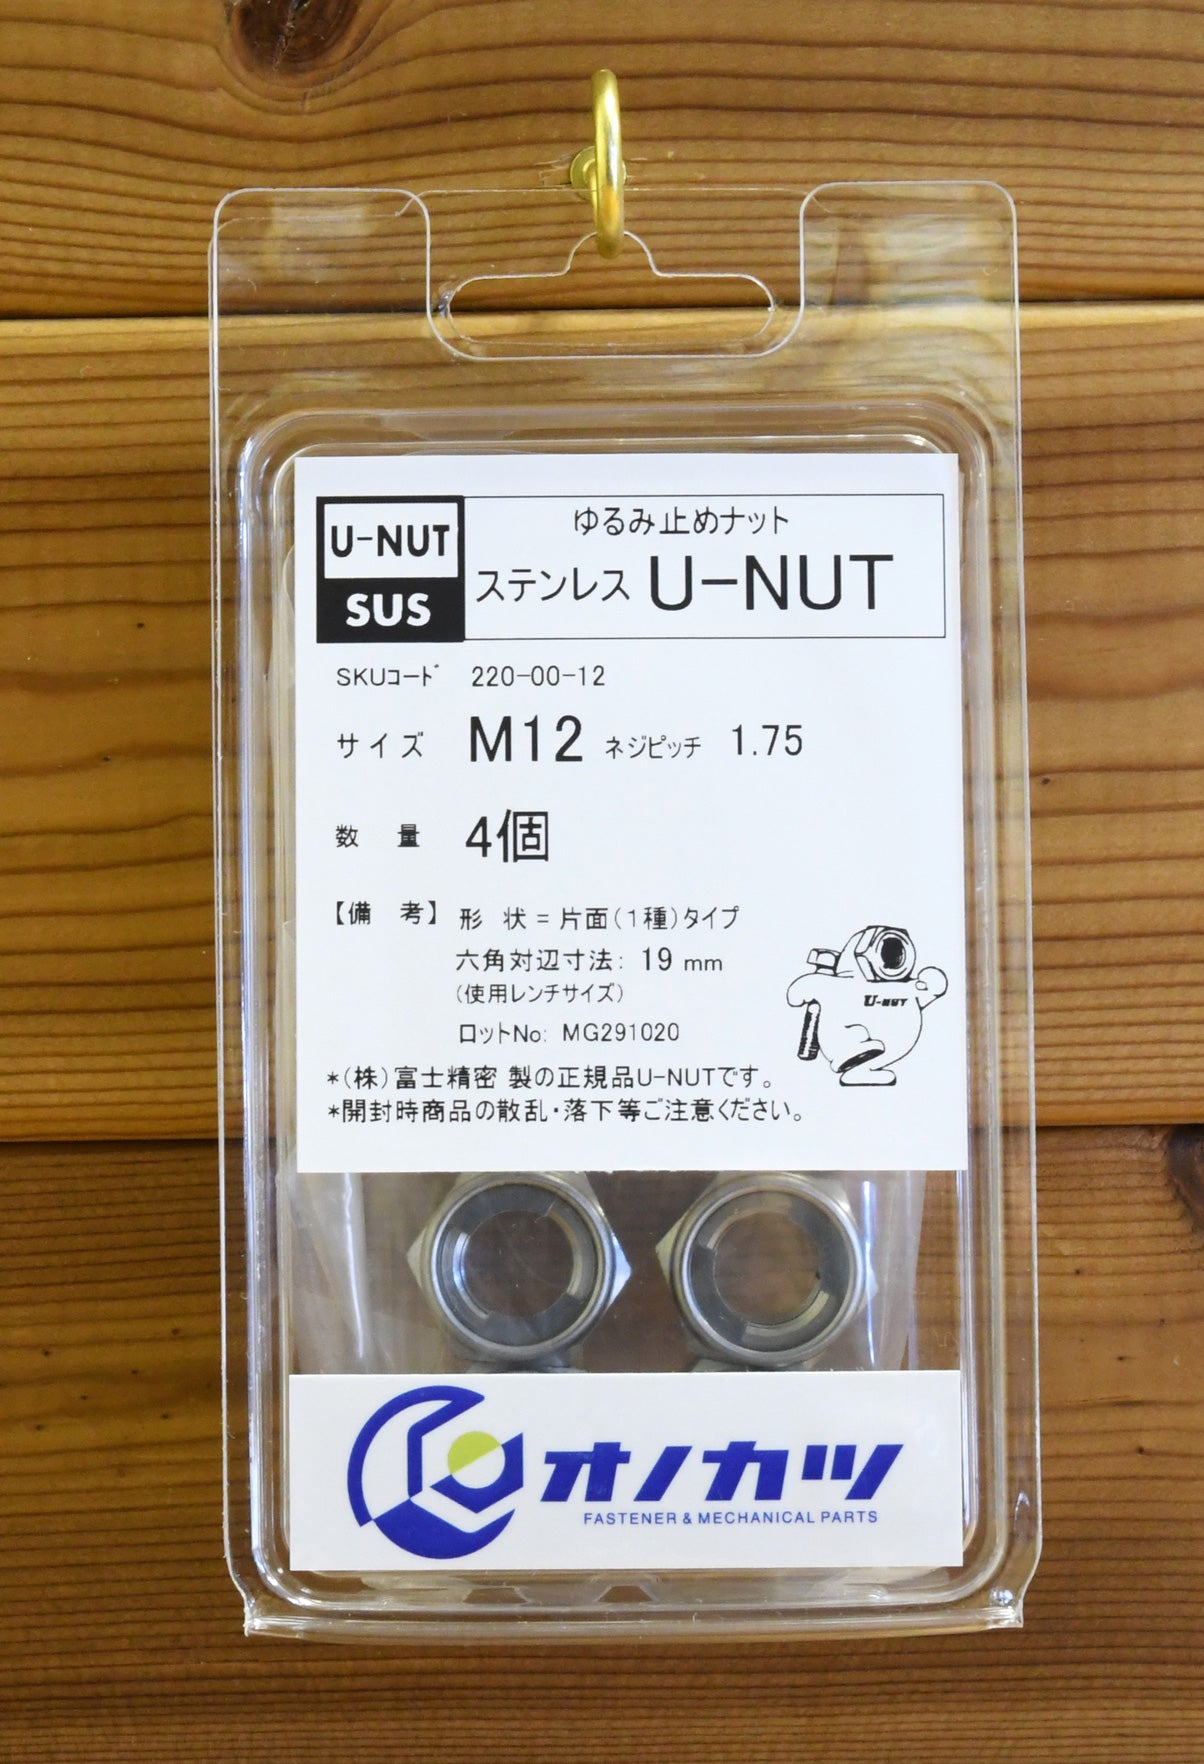 U-NUT
SUS
ゆるみ止めナット
ステンレス U-NUT
SKUコード 220-00-12
サイズ M12 ネジピッチ 1.75
数 量 4個
【備 考】 形 状 = 片面(1種)タイプ
六角対辺寸法: 19 mm
(使用レンチサイズ)
ロットNo: MG291020
U-NUT
*(株)富士精密 製の正規品U-NUTです。
*開封時商品の散乱・落下等ご注意ください。
オノカツ
FASTENER & MECHANICAL PARTS